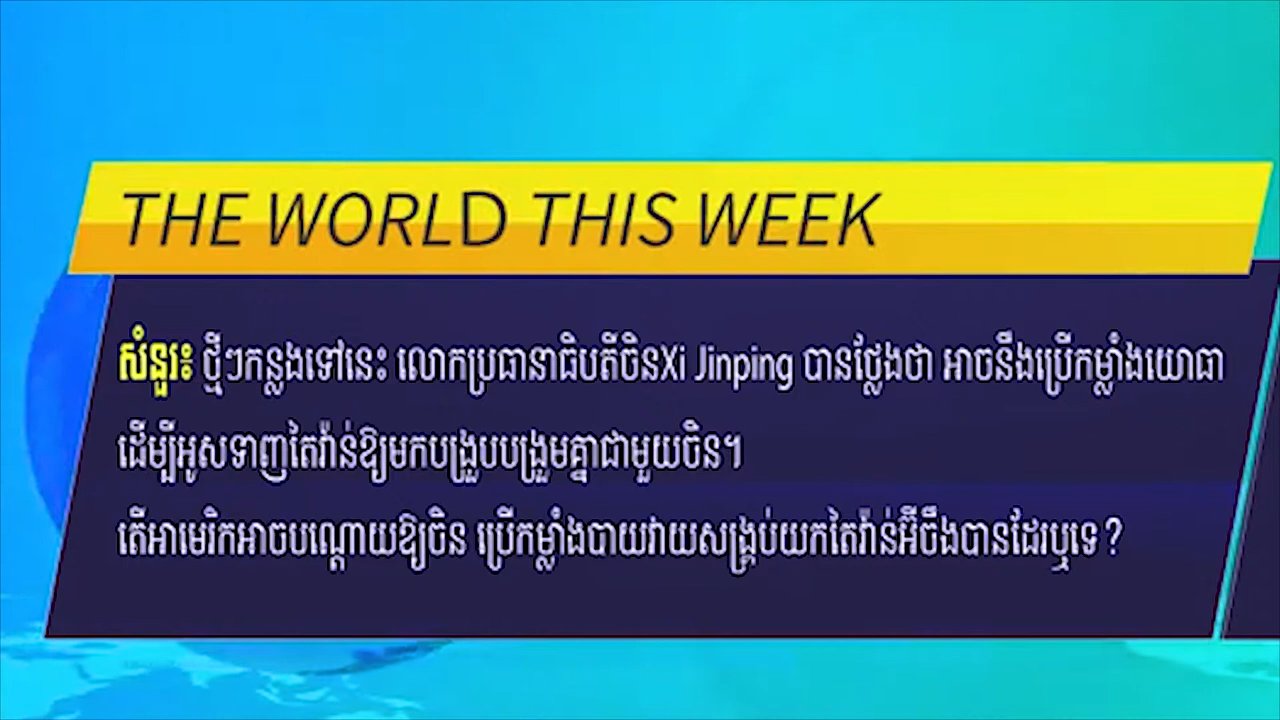 THE WORLD THIS WEEK
សំនួរ៖ ថ្មីៗកន្លងទៅនេះ លោកប្រធានាធិបតីចិនXi Jinping បានថ្លែងថា អាចនឹងប្រើកម្លាំងយោធា
ដើម្បីអូសទាញតៃវ៉ាន់ឱ្យមកបង្រួបបង្រួមគ្នាជាមួយចិន។
តើអាមេរិកអាចបណ្តោយឱ្យចិន ប្រើកម្លាំងបាយវាយសង្រ្គប់យកតៃវ៉ាន់អ៊ីចឹងបានដែរឬទេ?